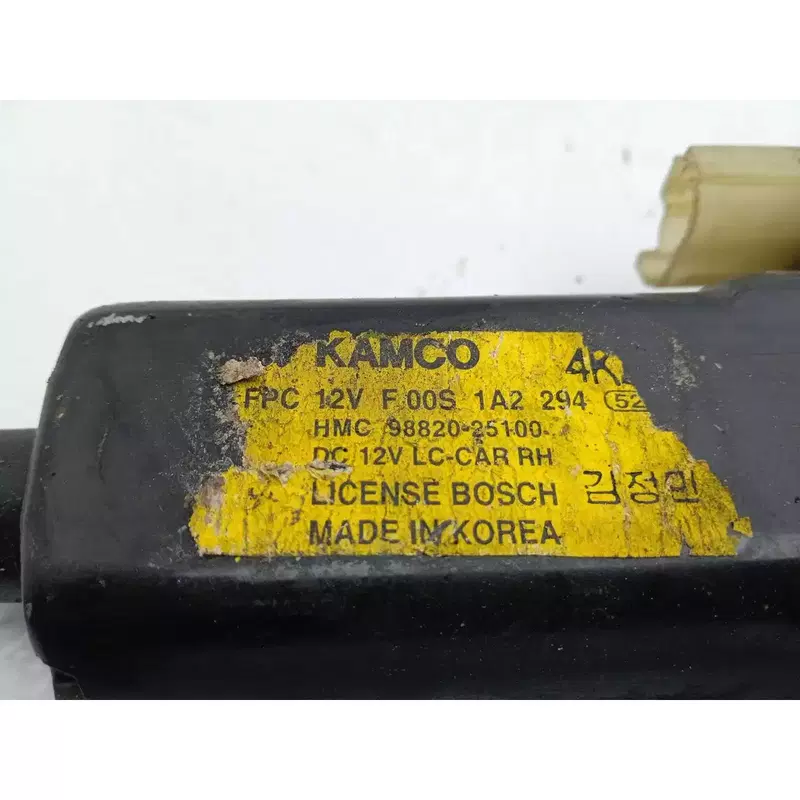 KAMCO
FPC 12V F 00S 1A2 294 52
HMC 98820-25100
DC 12V LC-CAR RH
LICENSE BOSCH 김정민
MADE IN KOREA